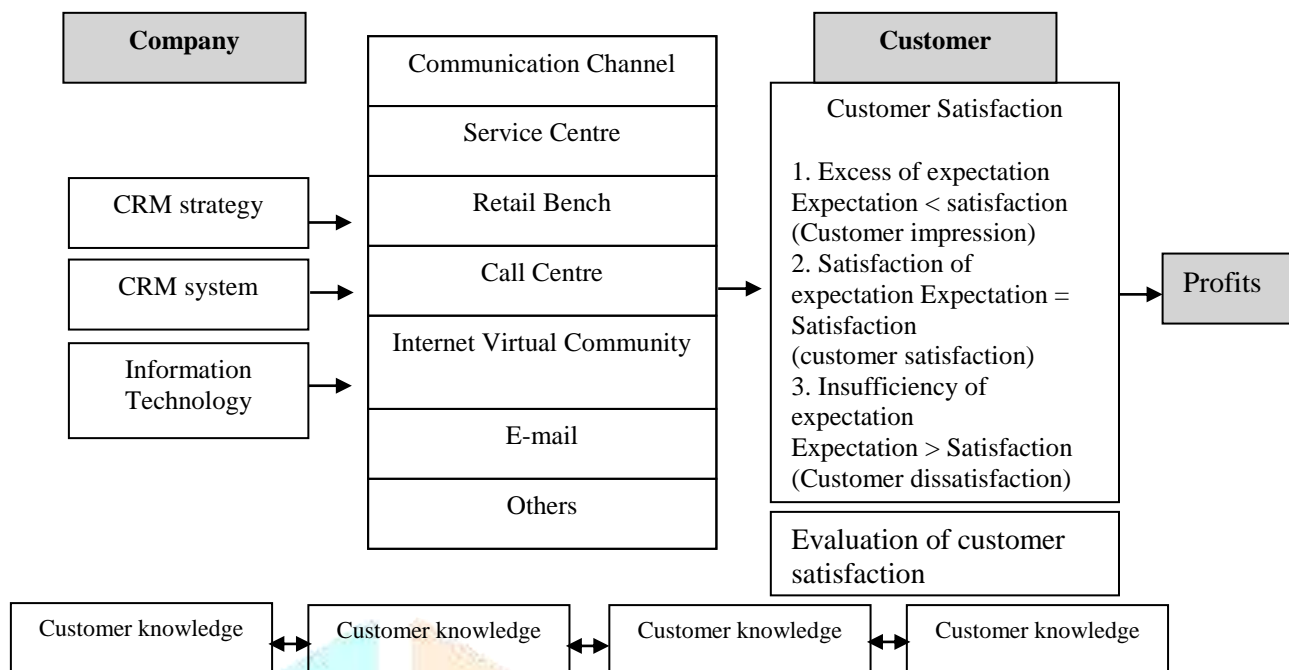 Company
Customer
Communication Channel
Service Centre
Retail Bench
Call Centre
Internet Virtual Community
E-mail
Others
CRM strategy
CRM system
Information
Technology
Customer Satisfaction
1. Excess of expectation
Expectation < satisfaction
(Customer impression)
2. Satisfaction of
expectation Expectation =
Satisfaction
(customer satisfaction)
3. Insufficiency of
expectation
Expectation > Satisfaction
(Customer dissatisfaction)
Evaluation of customer
satisfaction
Profits
Customer knowledge
Customer knowledge
Customer knowledge
Customer knowledge